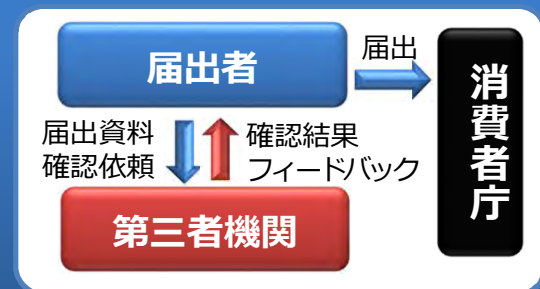 届出者
届出
消費者庁
届出資料
確認依頼
確認結果
フィードバック
第三者機関